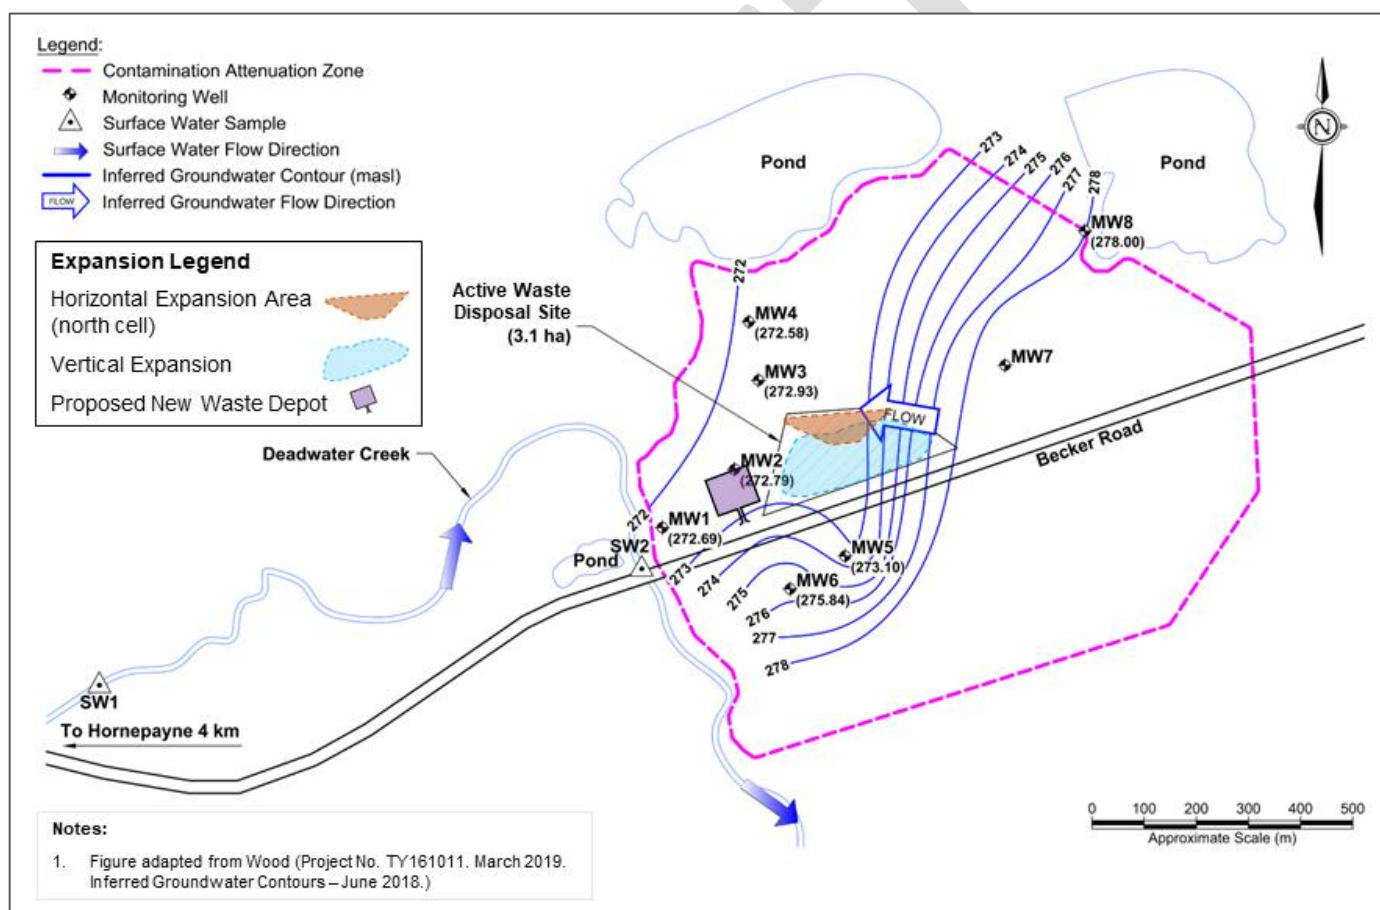 Legend:
Contamination Attenuation Zone
Monitoring Well
Surface Water Sample
Surface Water Flow Direction
Inferred Groundwater Contour (masl)
FLOW
Inferred Groundwater Flow Direction
Expansion Legend
Horizontal Expansion Area
(north cell)
Vertical Expansion
Proposed New Waste Depot
Pond
Pond
N
273
274
275
276
277
278
MW8
(278.00)
272
Active Waste
Disposal Site
(3.1 ha)
MW4
(272.58)
MW3
(272.93)
MW7
FLOW
Becker Road
Deadwater Creek
MW2
(272.79)
272
MW1
(272.69)
SW2
Pond
MW5
(273.10)
273
274
275
MW6
(275.84)
276
277
278
SW1
To Hornepayne 4 km
0 100 200 300 400 500
Approximate Scale (m)
Notes:
1. Figure adapted from Wood (Project No. TY161011. March 2019.
Inferred Groundwater Contours – June 2018.)